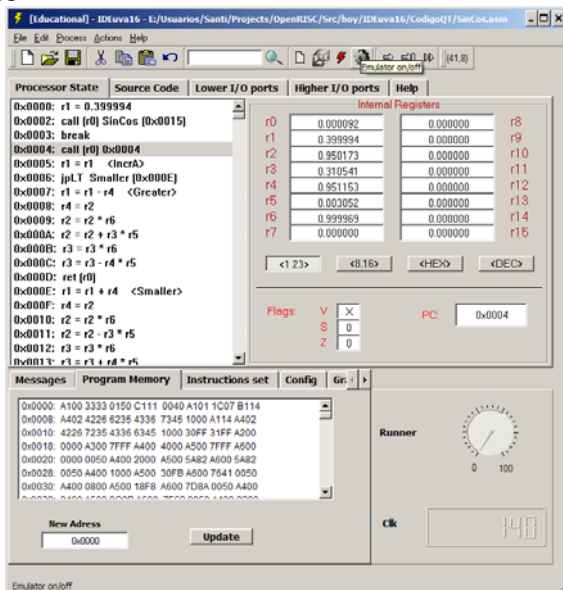 [Educational] - IDEuva16 - E:/Usuarios/Santi/Projects/OpenRISC/Src/hoy/IDEuva16/CodigoQT/SinCos.asm
File Edit Process Actions Help
(41,8)
Emulator on/off
Processor State Source Code Lower I/O ports Higher I/O ports Help
0x0000: r1 = 0.399994
0x0002: call (r0) SinCos (0x0015)
0x0003: break
0x0004: call (r0) 0x0004
0x0005: r1 = r1 <IncrA>
0x0006: jpLT Smaller (0x000E)
0x0007: r1 = r1 - r4 <Greater>
0x0008: r4 = r2
0x0009: r2 = r2 * r6
0x000A: r2 = r2 + r3 * r5
0x000B: r3 = r3 * r6
0x000C: r3 = r3 - r4 * r5
0x000D: ret (r0)
0x000E: r1 = r1 + r4 <Smaller>
0x000F: r4 = r2
0x0010: r2 = r2 * r6
0x0011: r2 = r2 - r3 * r5
0x0012: r3 = r3 * r6
0x0013: r3 = r3 + r4 * r5
Internal Registers
r0 0.000092 0.000000 r8
r1 0.399994 0.000000 r9
r2 0.950173 0.000000 r10
r3 0.310541 0.000000 r11
r4 0.951153 0.000000 r12
r5 0.003052 0.000000 r13
r6 0.999969 0.000000 r14
r7 0.000000 0.000000 r15
<1.23> <8.16> <HEX> <DEC>
Flags: V X
S 0
Z 0
PC: 0x0004
Messages Program Memory Instructions set Config Gr
0x0000: A100 3333 0150 C111 0040 A101 1C07 B114
0x0008: A402 4226 6235 4336 7345 1000 A114 A402
0x0010: 4226 7235 4336 6345 1000 30FF 31FF A200
0x0018: 0000 A300 7FFF A400 4000 A500 7FFF A600
0x0020: 0000 0050 A400 2000 A500 5A82 A600 5A82
0x0028: 0050 A400 1000 A500 30FB A600 7641 0050
0x0030: A400 0800 A500 18F8 A600 7D8A 0050 A400
New Adress
0x0000
Update
Runner
0 100
Clk
140
Emulator on/off